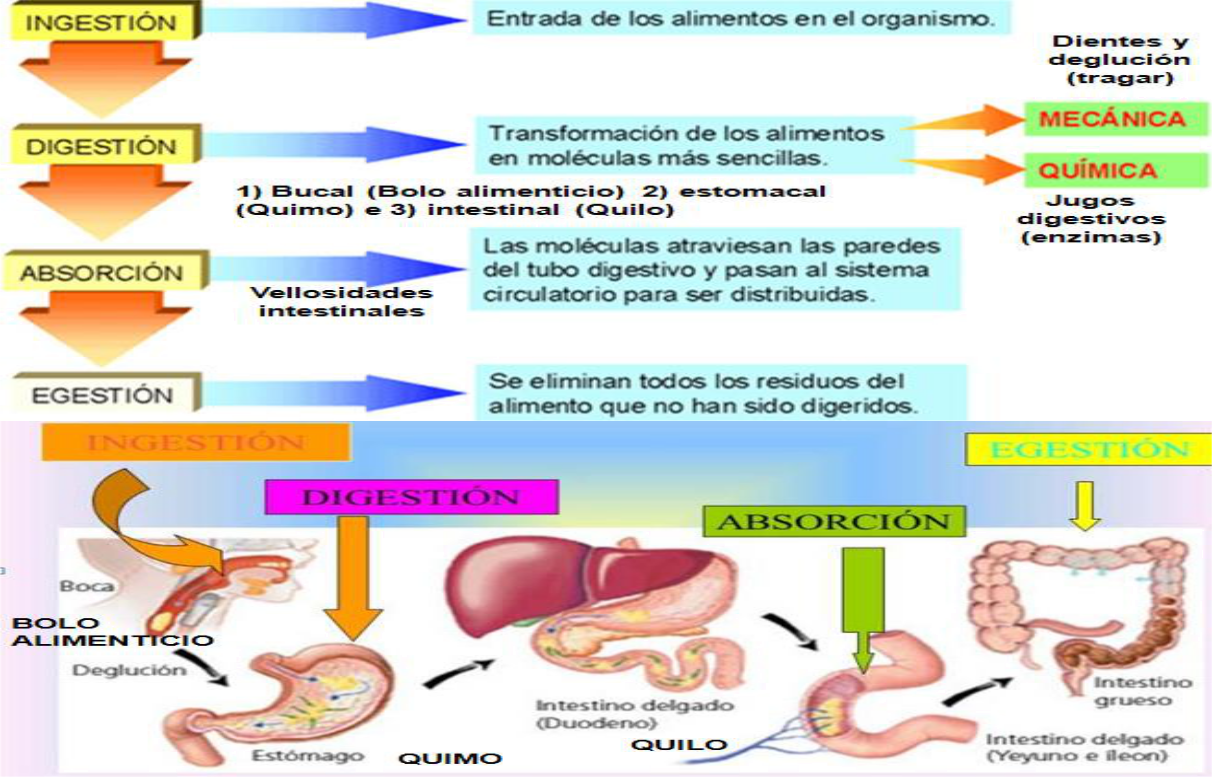 INGESTIÓN
Entrada de los alimentos en el organismo.
Dientes y
deglución
(tragar)
DIGESTIÓN
Transformación de los alimentos
en moléculas más sencillas.
MECÁNICA
QUÍMICA
1) Bucal (Bolo alimenticio) 2) estomacal
(Quimo) e 3) intestinal (Quilo)
Jugos
digestivos
(enzimas)
ABSORCIÓN
Las moléculas atraviesan las paredes
del tubo digestivo y pasan al sistema
circulatorio para ser distribuidas.
Vellosidades
intestinales
EGESTIÓN
Se eliminan todos los residuos del
alimento que no han sido digeridos.
INGESTIÓN
EGESTIÓN
DIGESTIÓN
ABSORCIÓN
Boca
BOLO
ALIMENTICIO
Deglución
Estómago
QUIMO
Intestino delgado
(Duodeno)
QUILO
Intestino
grueso
Intestino delgado
(Yeyuno e íleon)